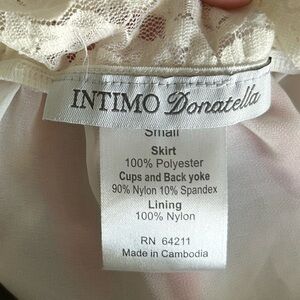 INTIMO Donatella
Small
Skirt
100% Polyester
Cups and Back yoke
90% Nylon 10% Spandex
Lining
100% Nylon
RN 64211
Made in Cambodia